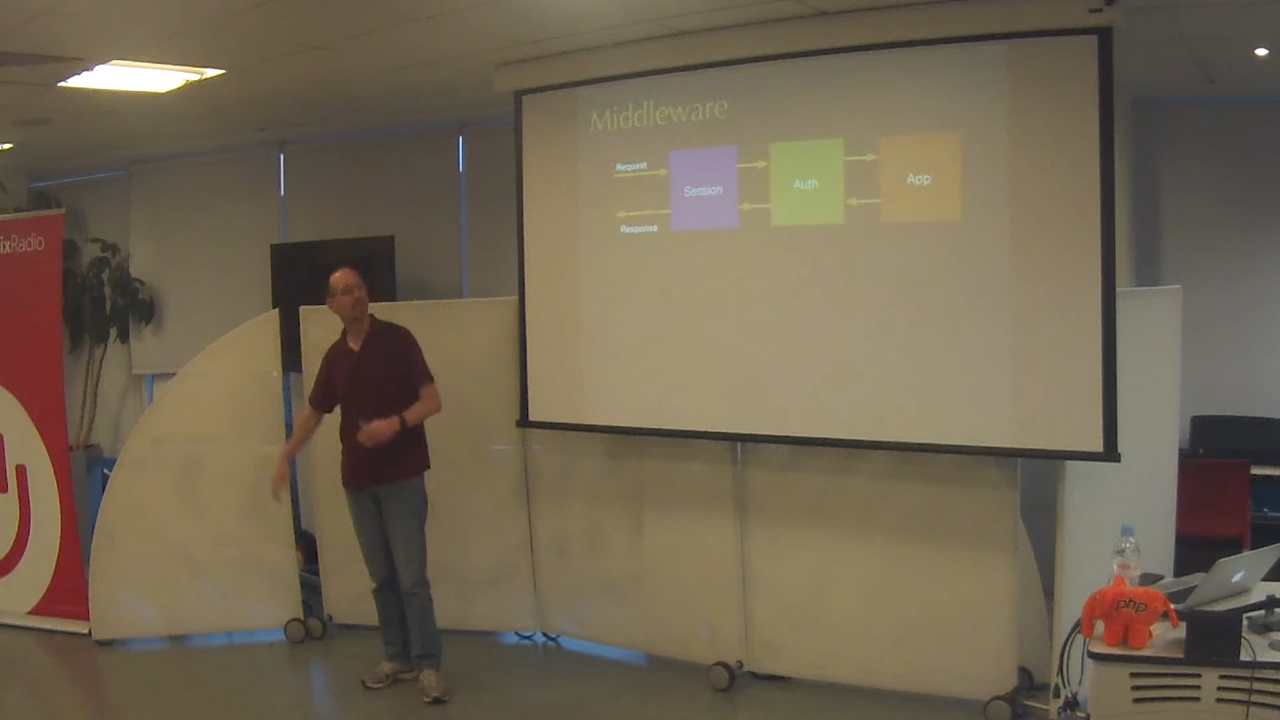 Middleware
Request
Session
Auth
App
Response
ixRadio
php